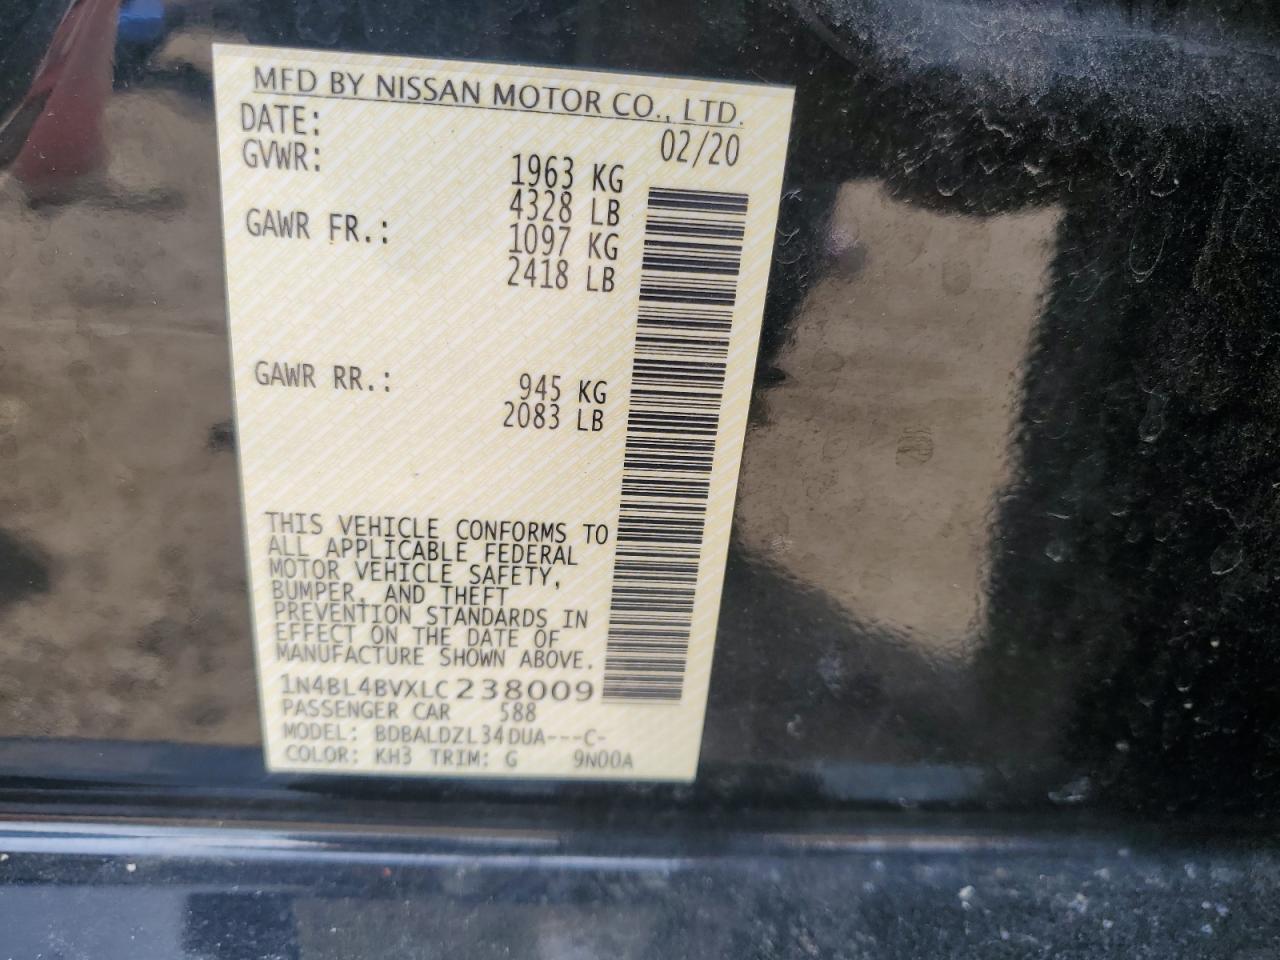 MFD BY NISSAN MOTOR CO., LTD.
DATE: 02/20
GVWR: 1963 KG
4328 LB
GAWR FR.: 1097 KG
2418 LB
GAWR RR.: 945 KG
2083 LB
THIS VEHICLE CONFORMS TO
ALL APPLICABLE FEDERAL
MOTOR VEHICLE SAFETY,
BUMPER, AND THEFT
PREVENTION STANDARDS IN
EFFECT ON THE DATE OF
MANUFACTURE SHOWN ABOVE.
1N4BL4BVXLC238009
PASSENGER CAR 588
MODEL: BDBALDZL34DUA---C-
COLOR: KH3 TRIM: G 9N00A